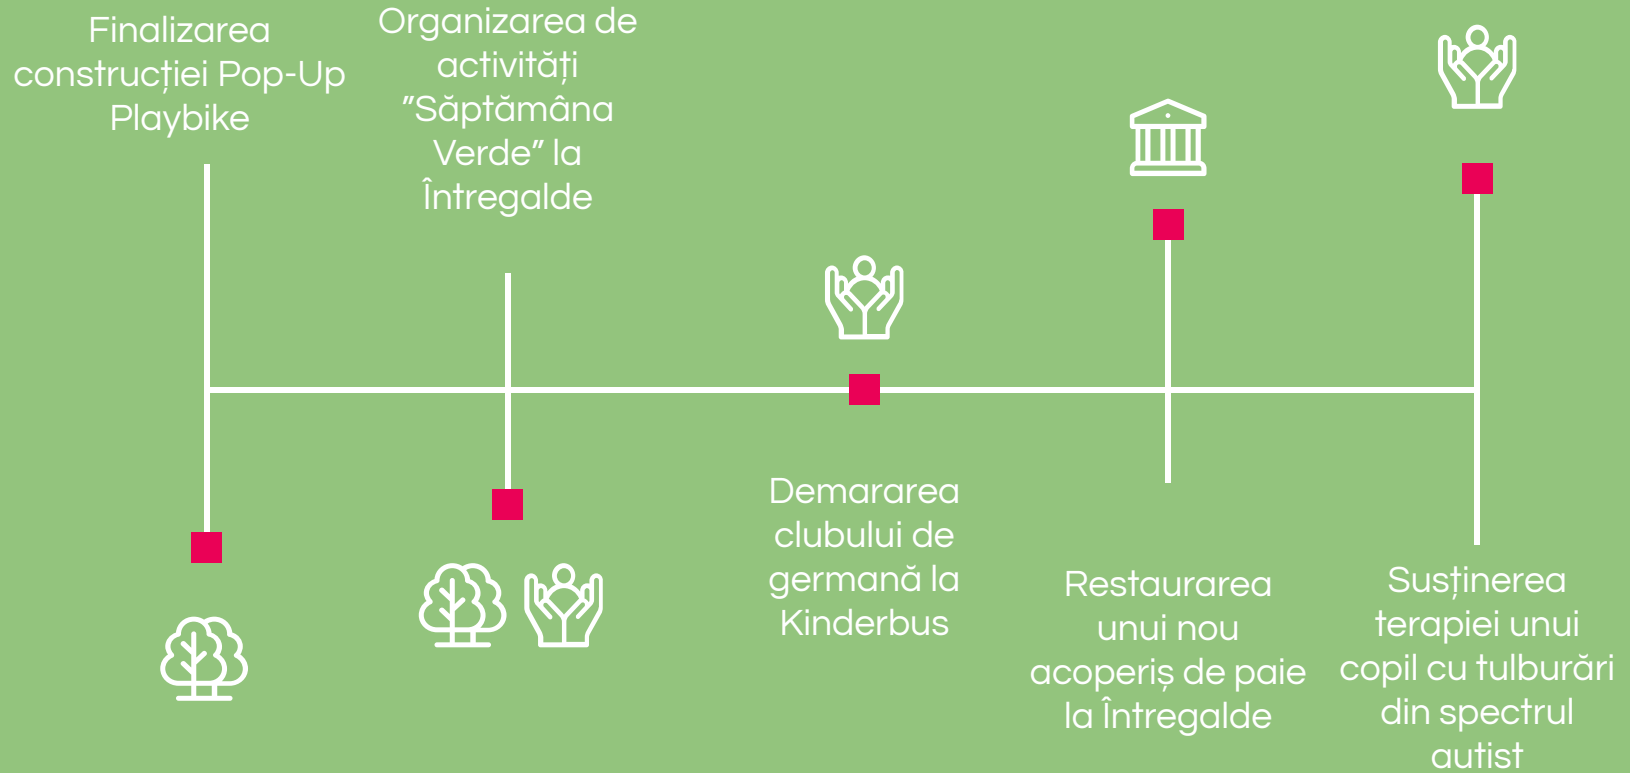 Finalizarea
construcției Pop-Up
Playbike
Organizarea de
activități
"Săptămâna
Verde" la
Întregalde
Demararea
clubului de
germană la
Kinderbus
Restaurarea
unui nou
acoperiș de paie
la Întregalde
Susținerea
terapiei unui
copil cu tulburări
din spectrul
autist